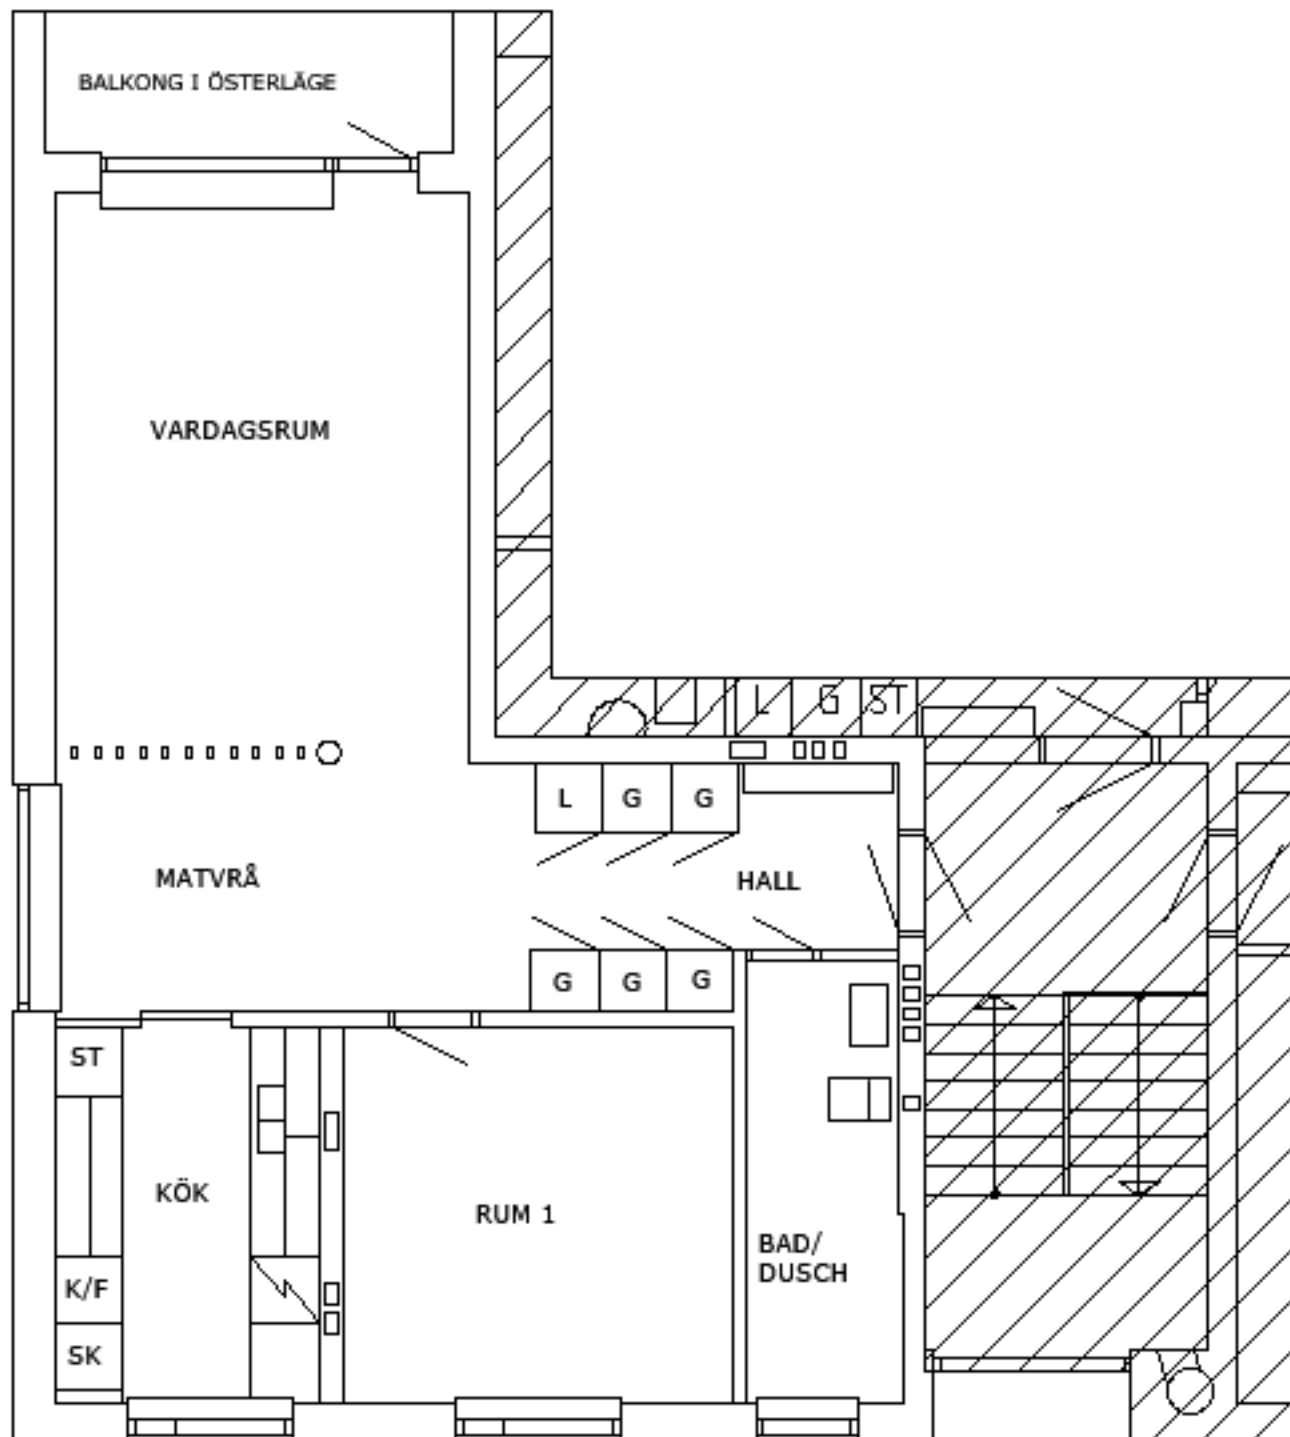 BALKONG I ÖSTERLÄGE
VARDAGSRUM
L G ST
L G G
MATVRÅ
HALL
G G G
ST
KÖK
RUM 1
BAD/
DUSCH
K/F
SK